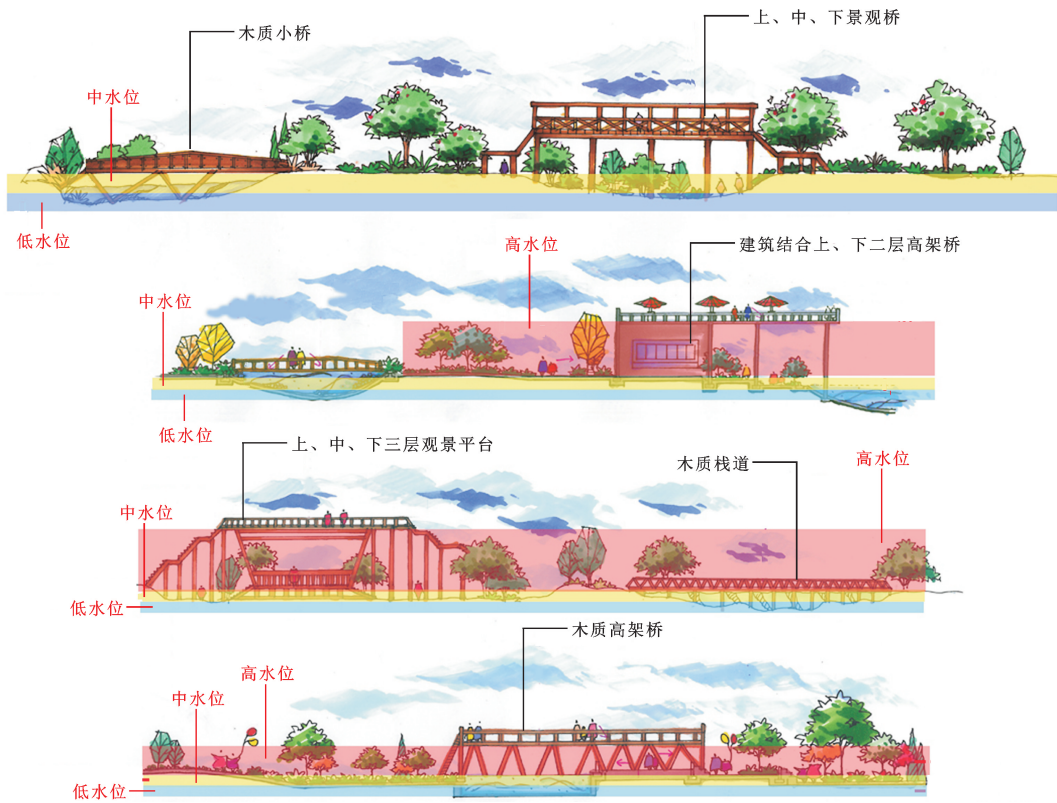 木质小桥
上、中、下景观桥
中水位
低水位
高水位
建筑结合上、下二层高架桥
中水位
低水位
上、中、下三层观景平台
木质栈道
高水位
中水位
低水位
木质高架桥
高水位
中水位
低水位